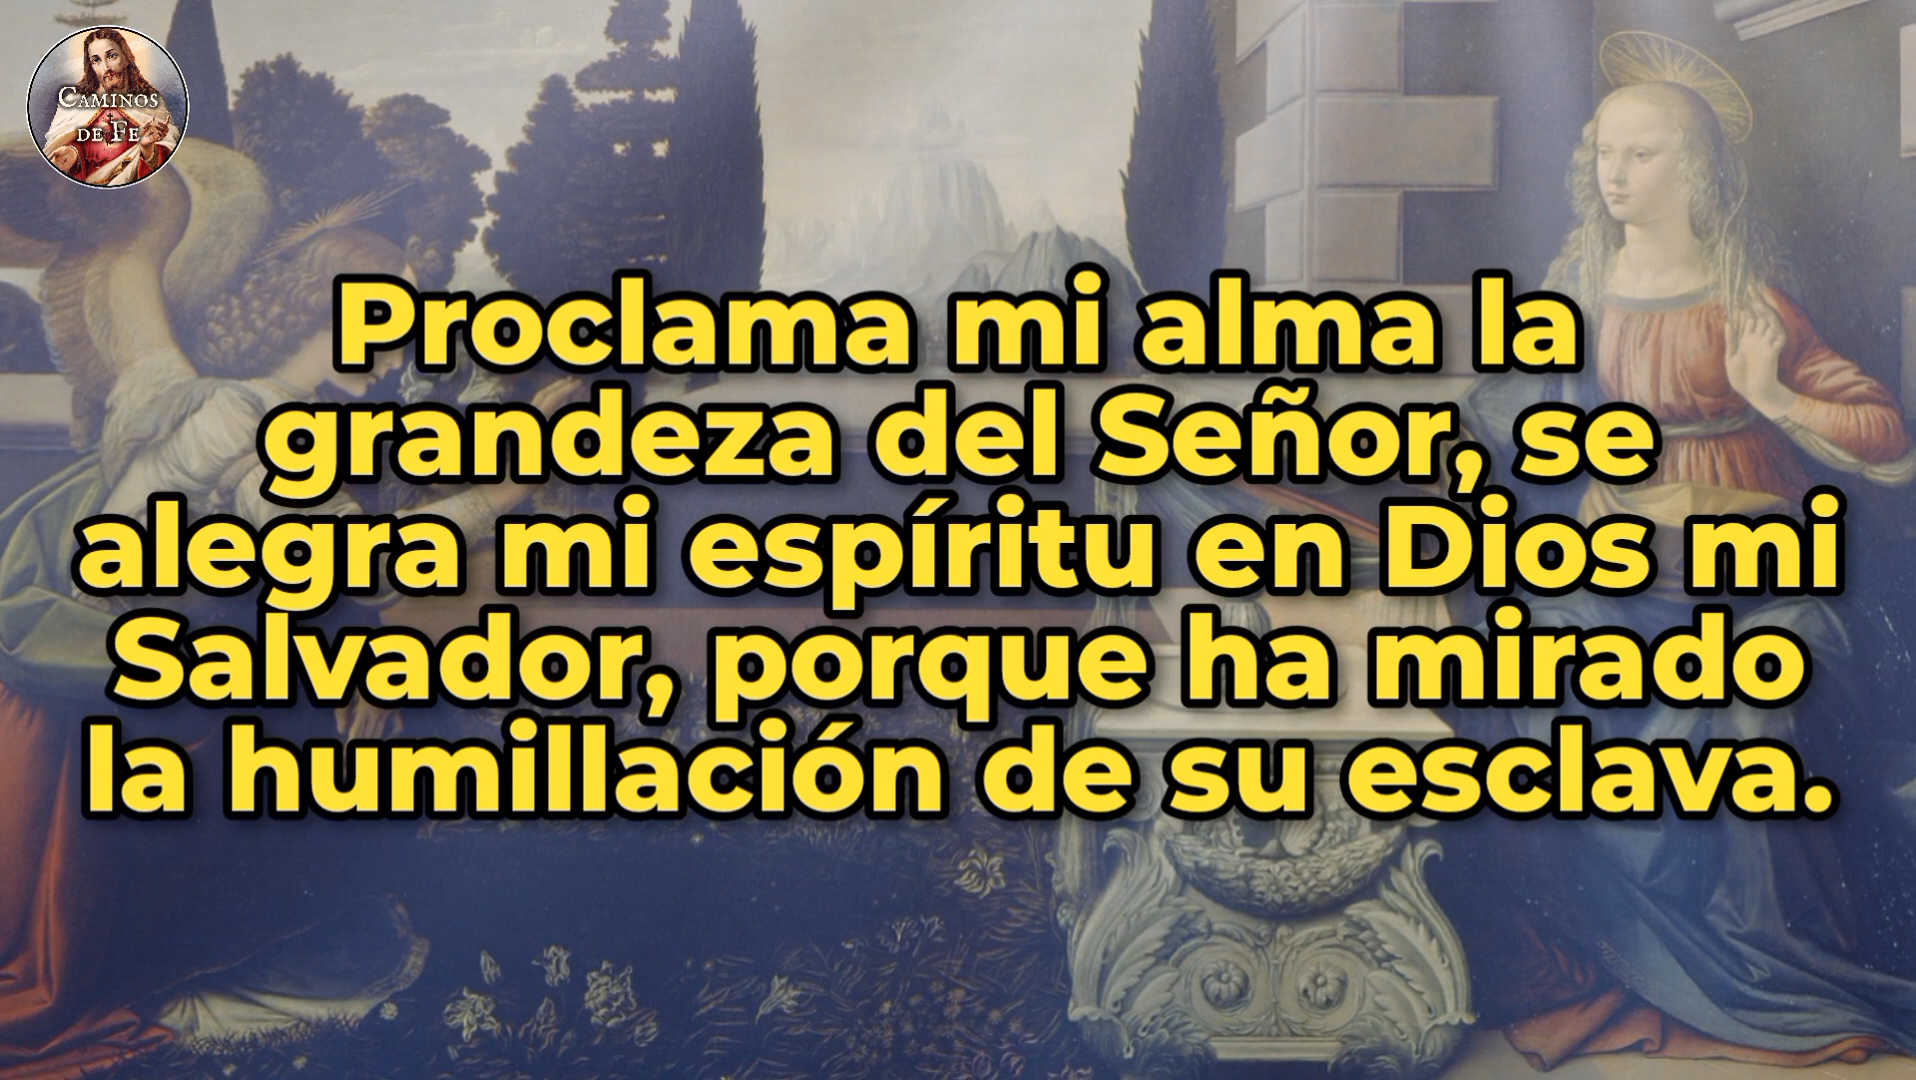 CAMINOS
DE FE
Proclama mi alma la
grandeza del Señor, se
alegra mi espíritu en Dios mi
Salvador, porque ha mirado
la humillación de su esclava.